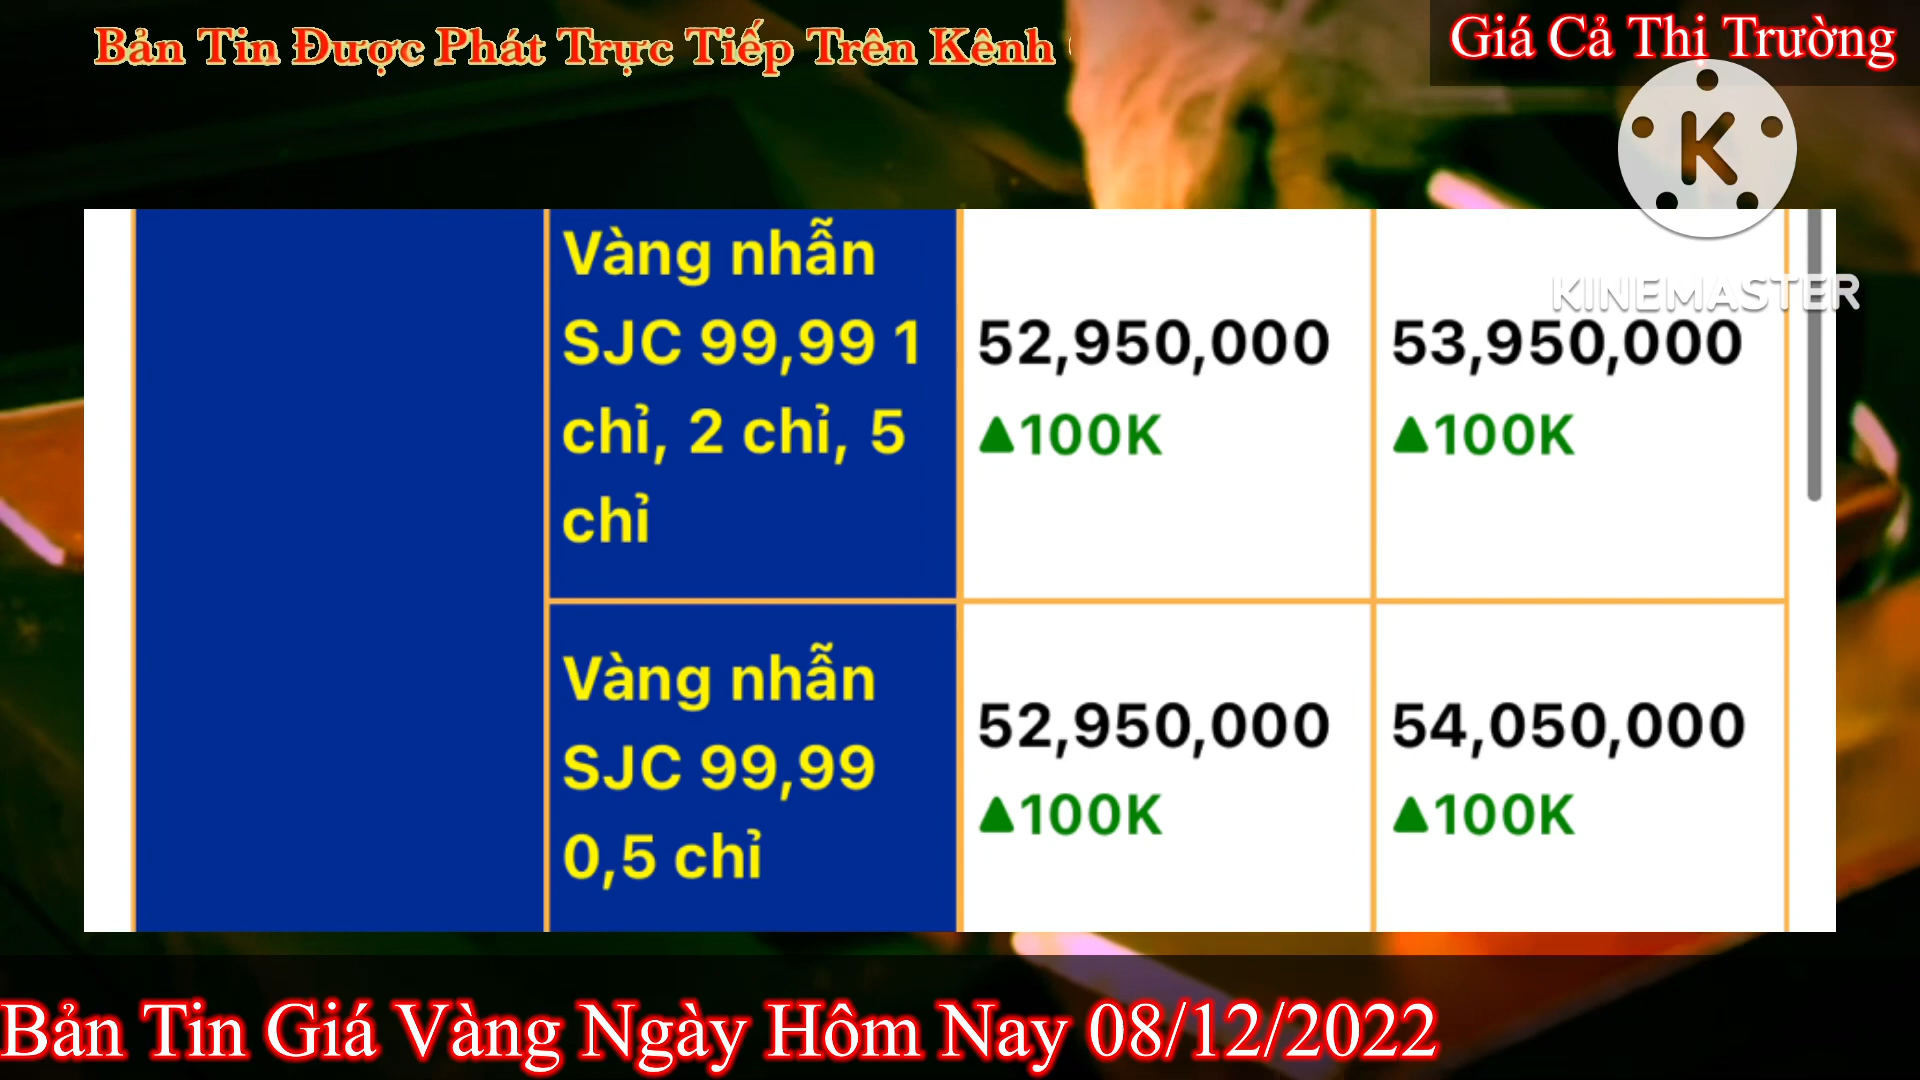 Bản Tin Được Phát Trực Tiếp Trên Kênh
Giá Cả Thị Trường
K
KINEMASTER
Vàng nhẫn
SJC 99,99 1
chỉ, 2 chỉ, 5
chỉ
52,950,000
▲100K
53,950,000
▲100K
Vàng nhẫn
SJC 99,99
0,5 chỉ
52,950,000
▲100K
54,050,000
▲100K
Bản Tin Giá Vàng Ngày Hôm Nay 08/12/2022